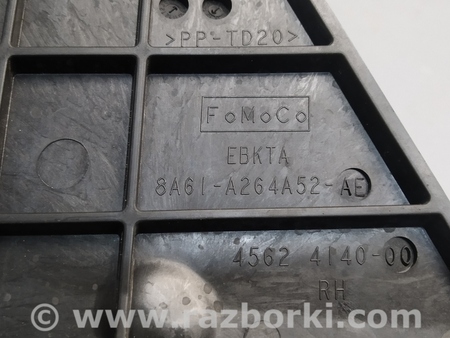 >PP-TD20<
FoMoCo
EBKTA
8A61-A264A52-AE
4562 4140-00
RH
© www.razborki.com